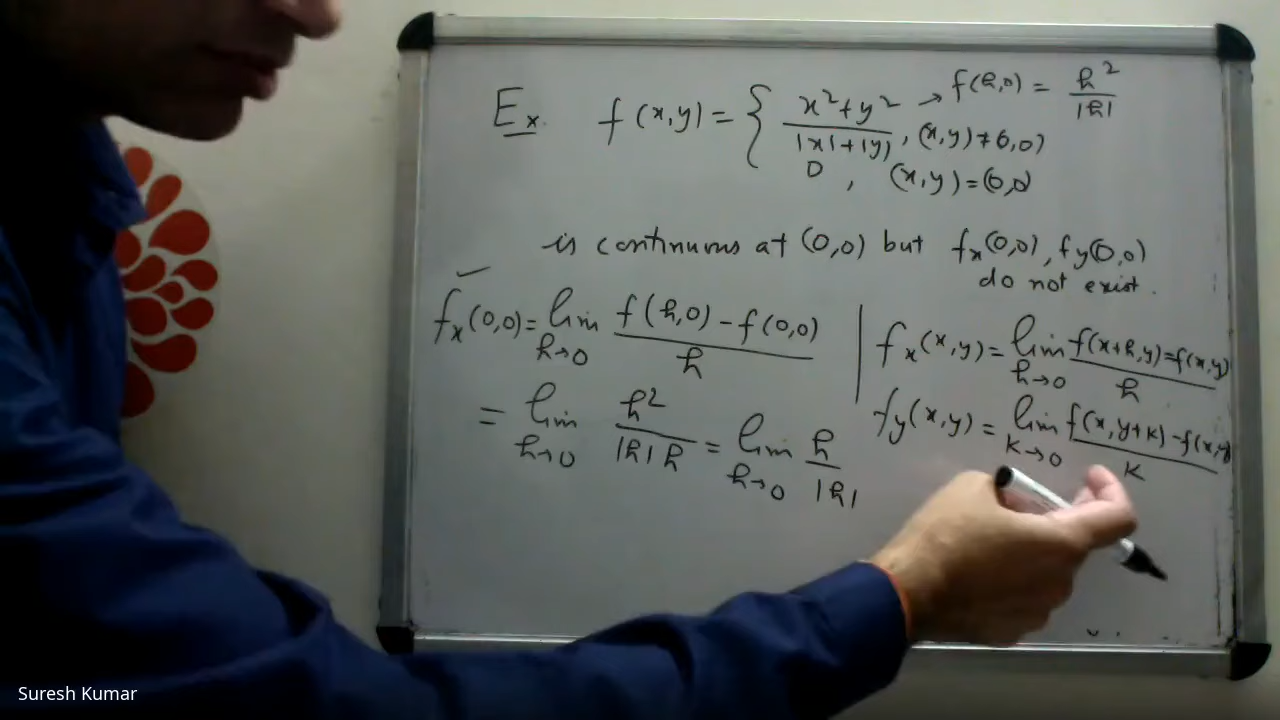 Ex. f(x,y) = { x²+y² / |x|+|y| , (x,y) ≠ (0,0) → f(h,0) = h² / |h|
0 , (x,y) = (0,0)
is continuous at (0,0) but fx(0,0), fy(0,0)
do not exist.
fx(0,0) = lim h→0 f(h,0) - f(0,0) / h
= lim h→0 h² / |h| h = lim h→0 h / |h|
fx(x,y) = lim h→0 f(x+h,y) - f(x,y) / h
fy(x,y) = lim k→0 f(x,y+k) - f(x,y) / k
Suresh Kumar